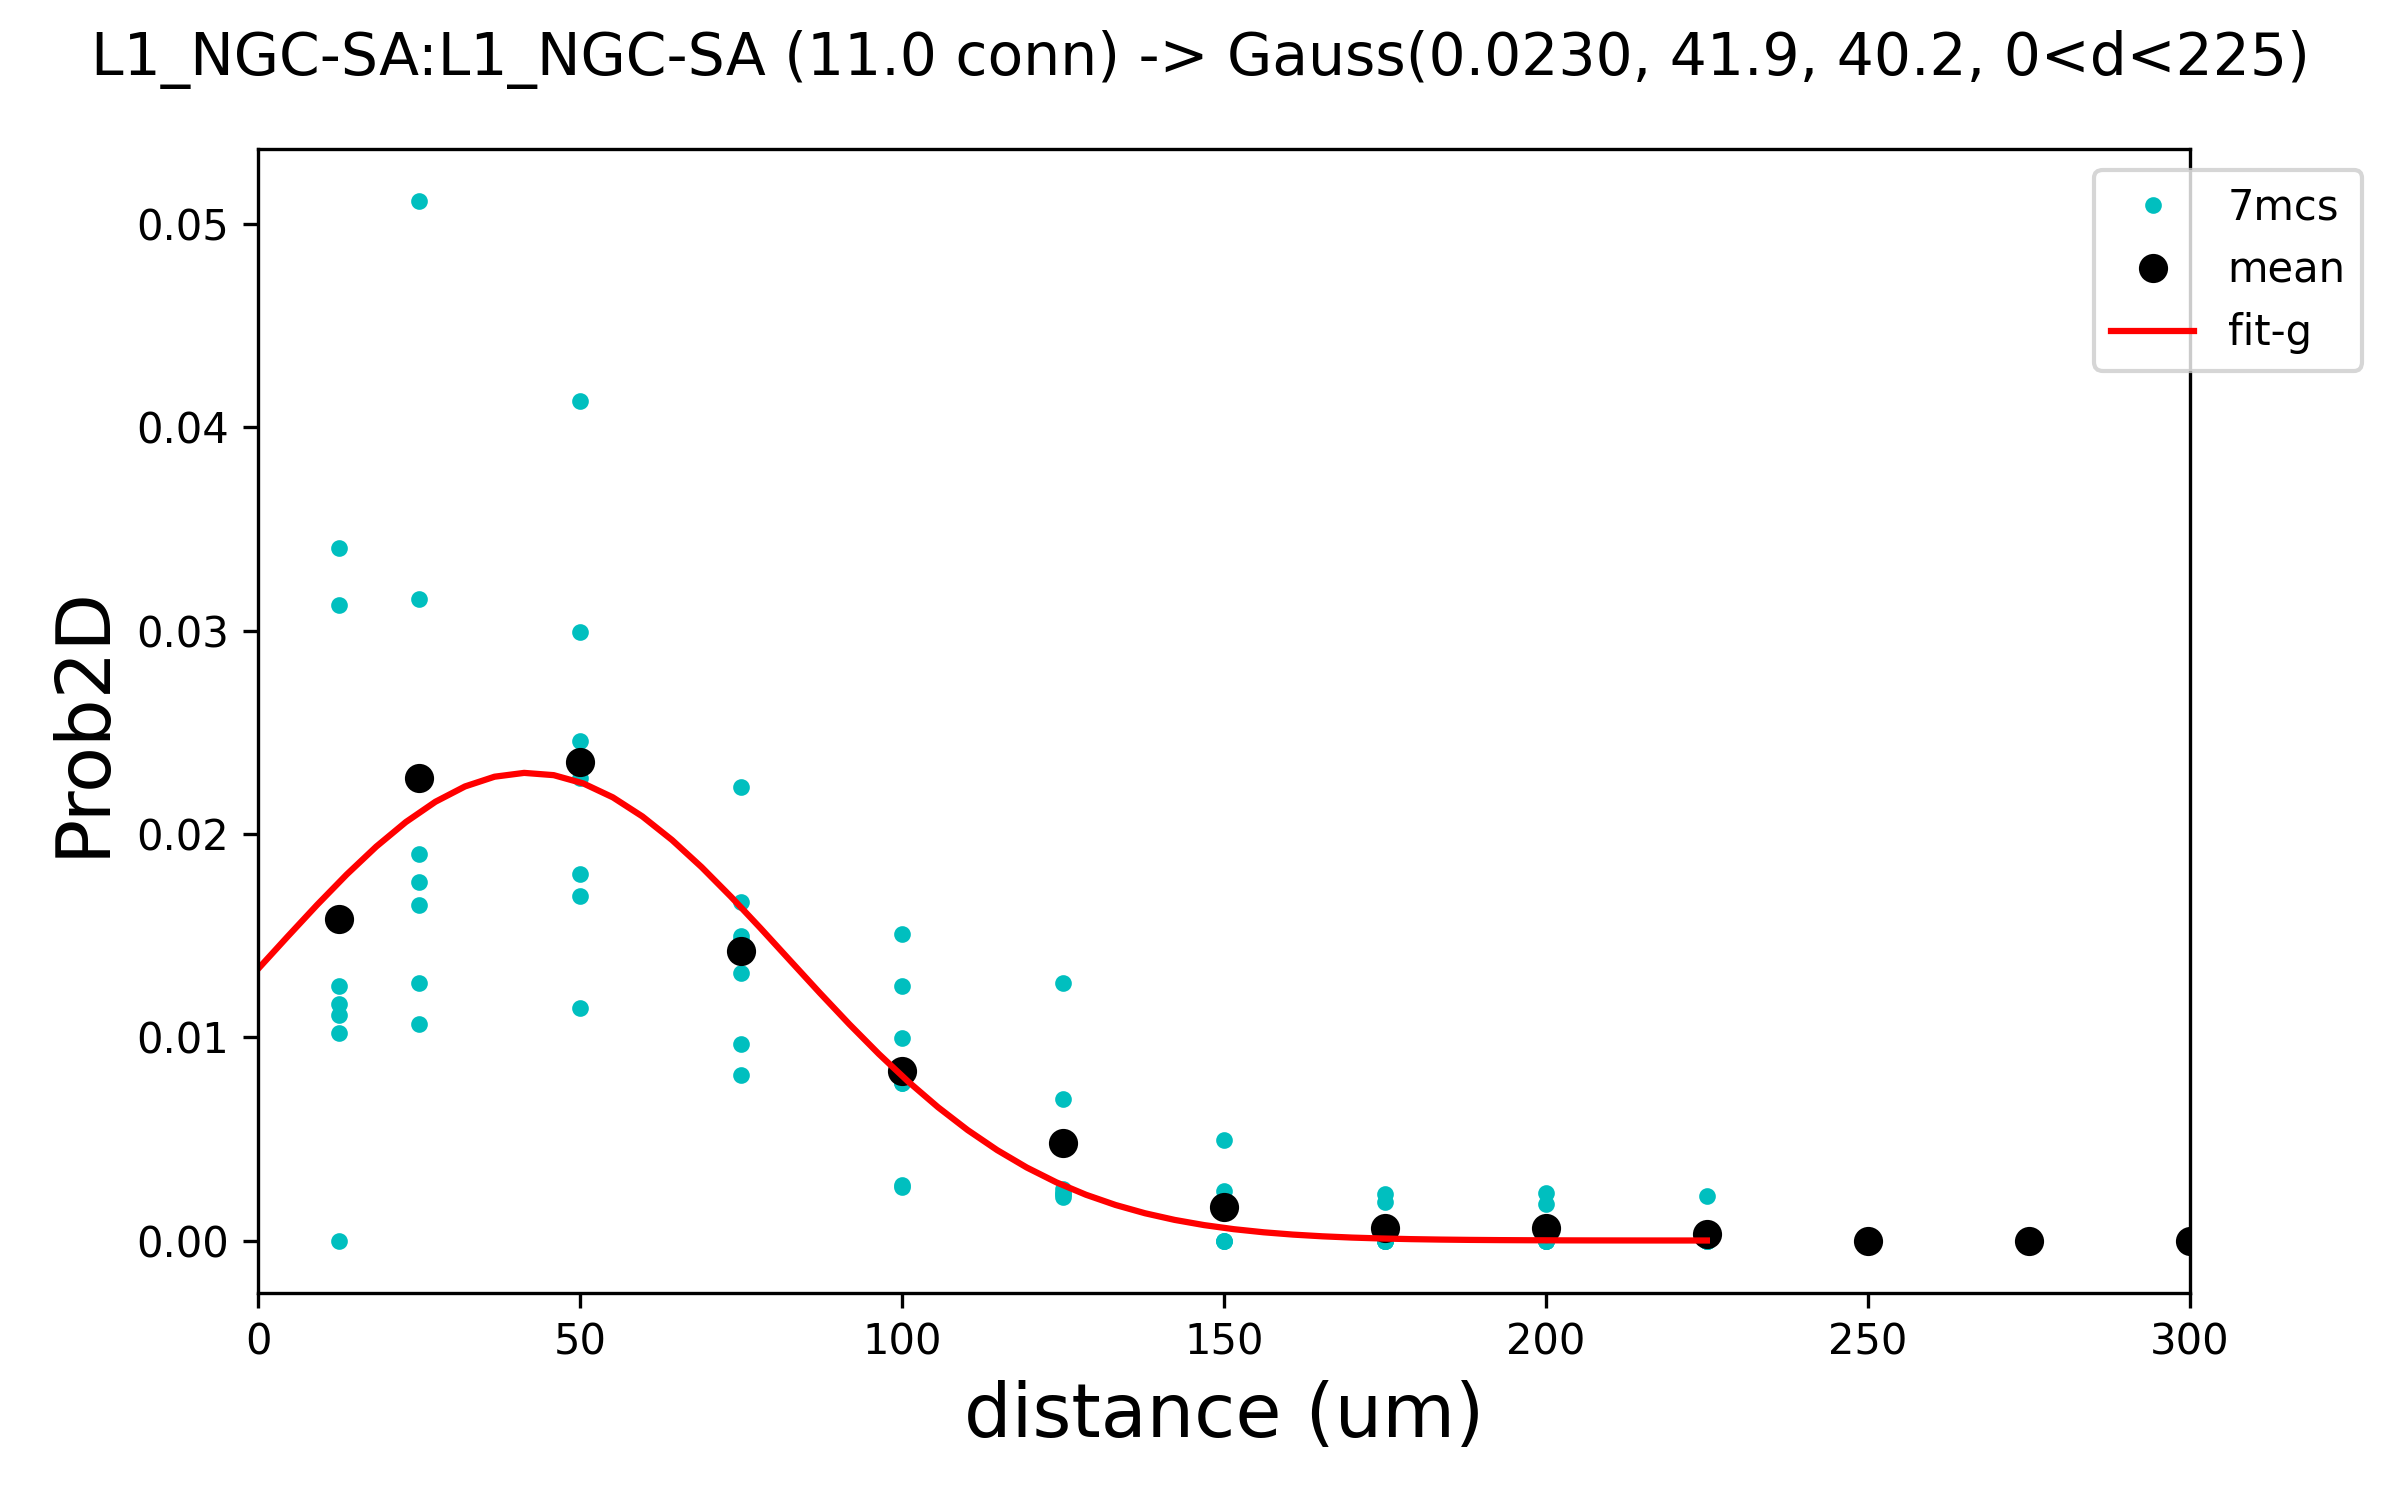 L1_NGC-SA:L1_NGC-SA (11.0 conn) -> Gauss(0.0230, 41.9, 40.2, 0<d<225)
7mcs
mean
fit-g
Prob2D
0.05
0.04
0.03
0.02
0.01
0.00
0 50 100 150 200 250 300
distance (um)